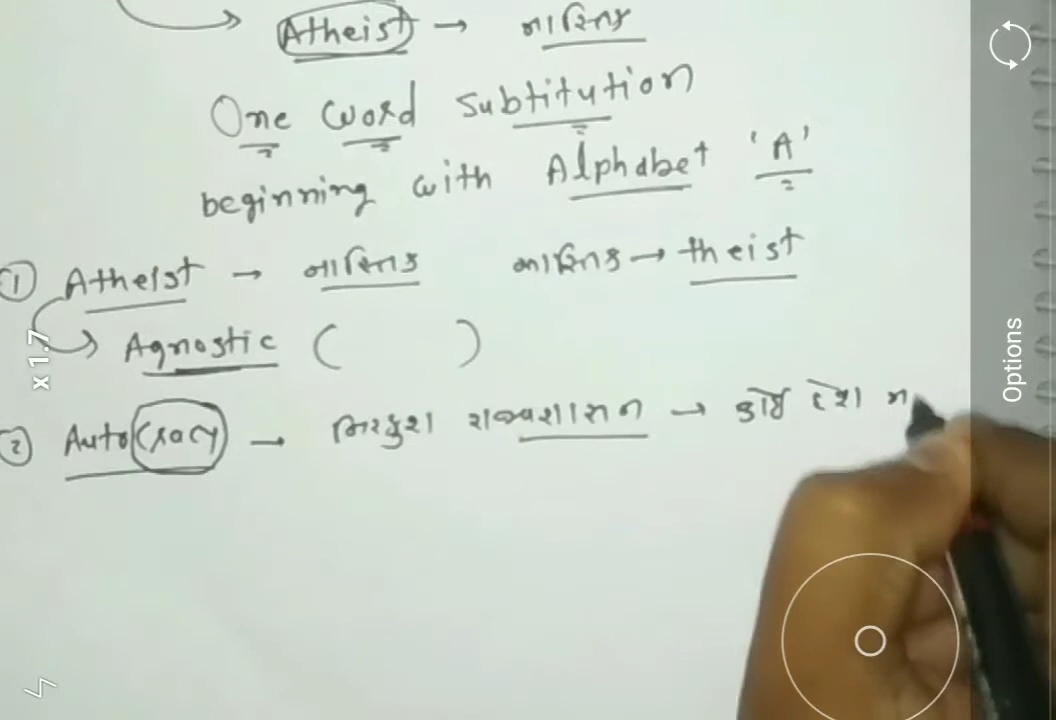 Atheist → નાસ્તિક
One word subtitution
beginning with Alphabet 'A'
① Atheist → નાસ્તિક આસ્તિક → theist
→ Agnostic ( )
② Autocracy → નિરંકુશ રાજ્યશાસન → કોઈ દેશ મ
x 1.7
Options